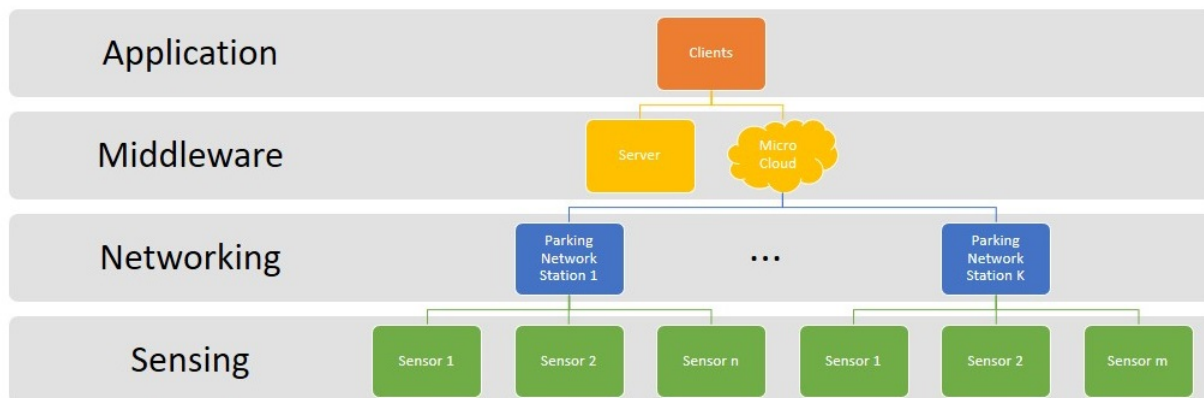 Application
Clients
Middleware
Server
Micro
Cloud
Networking
Parking
Network
Station 1
...
Parking
Network
Station K
Sensing
Sensor 1
Sensor 2
Sensor n
Sensor 1
Sensor 2
Sensor m